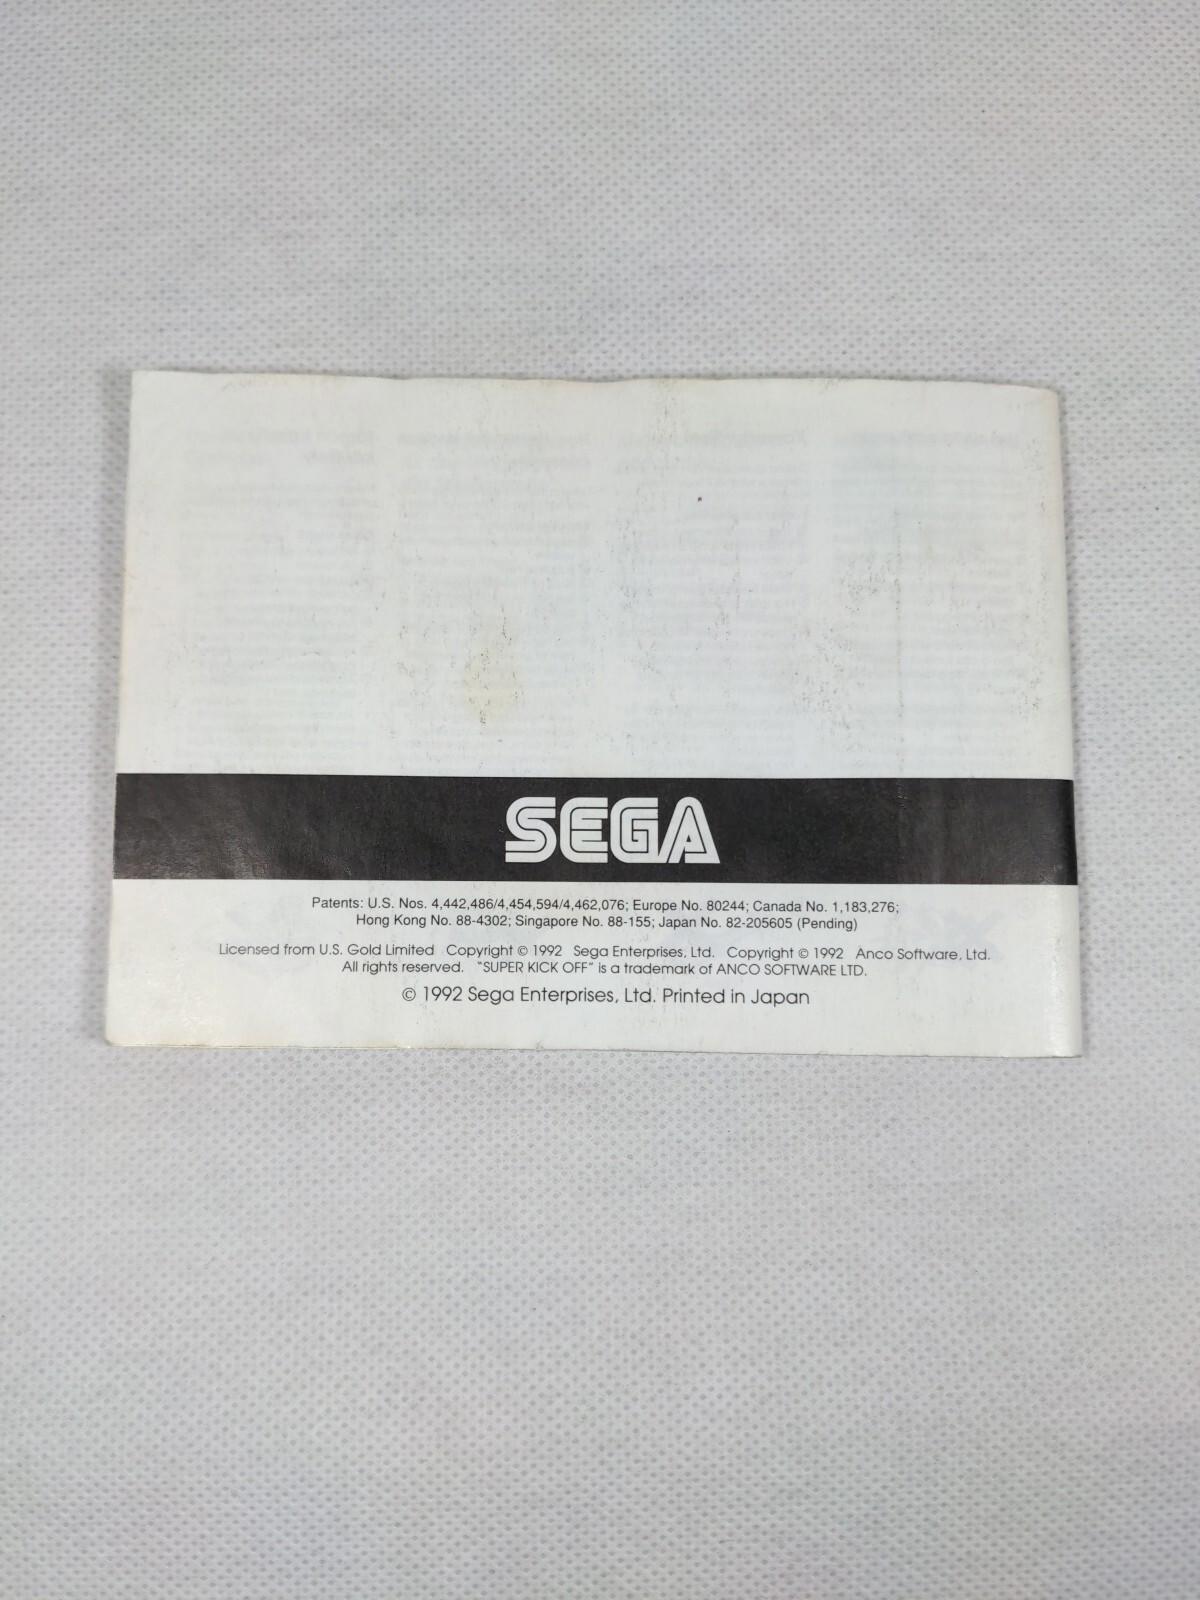 SEGA
Patents: U.S. Nos. 4,442,486/4,454,594/4,462,076; Europe No. 80244; Canada No. 1,183,276;
Hong Kong No. 88-4302; Singapore No. 88-155; Japan No. 82-205605 (Pending)
Licensed from U.S. Gold Limited Copyright © 1992 Sega Enterprises, Ltd. Copyright © 1992 Anco Software, Ltd.
All rights reserved. "SUPER KICK OFF" is a trademark of ANCO SOFTWARE LTD.
© 1992 Sega Enterprises, Ltd. Printed in Japan